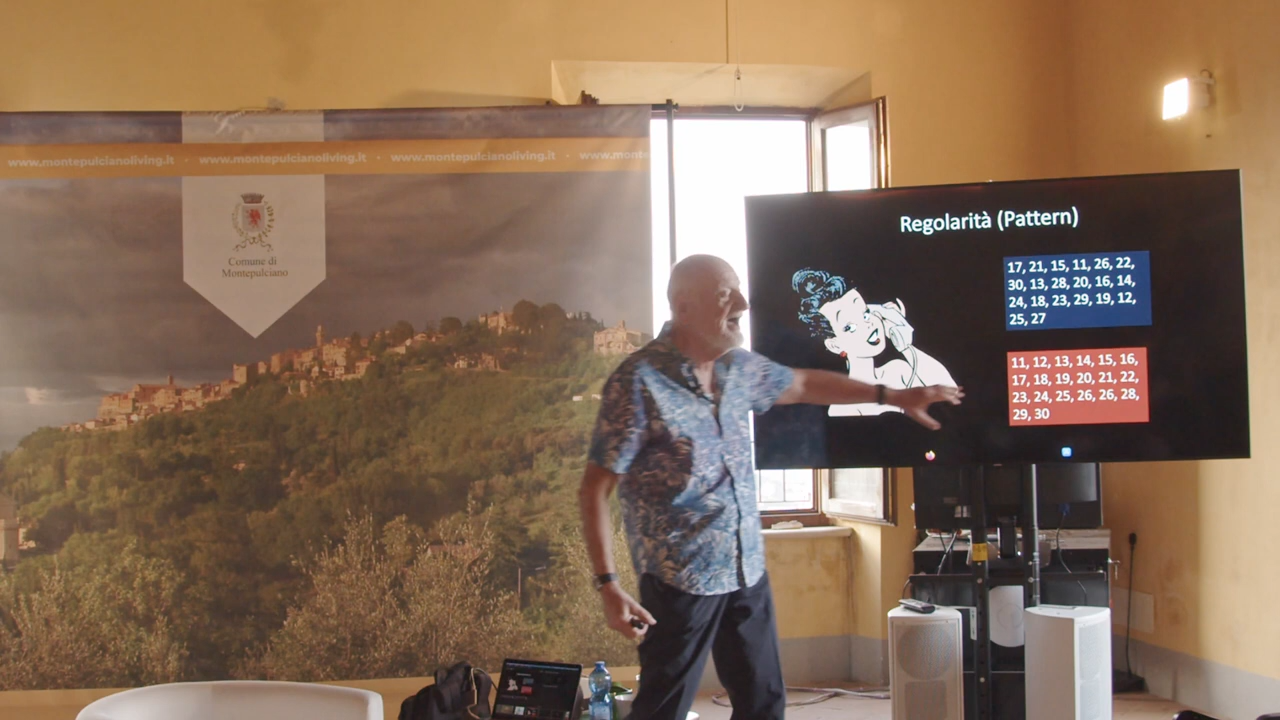 www.montepulcianoliving.it · www.montepulcianoliving.it · www.montepulcianoliving.it · www.monte
Comune di
Montepulciano
Regolarità (Pattern)
17, 21, 15, 11, 26, 22,
30, 13, 28, 20, 16, 14,
24, 18, 23, 29, 19, 12,
25, 27
11, 12, 13, 14, 15, 16,
17, 18, 19, 20, 21, 22,
23, 24, 25, 26, 26, 28,
29, 30